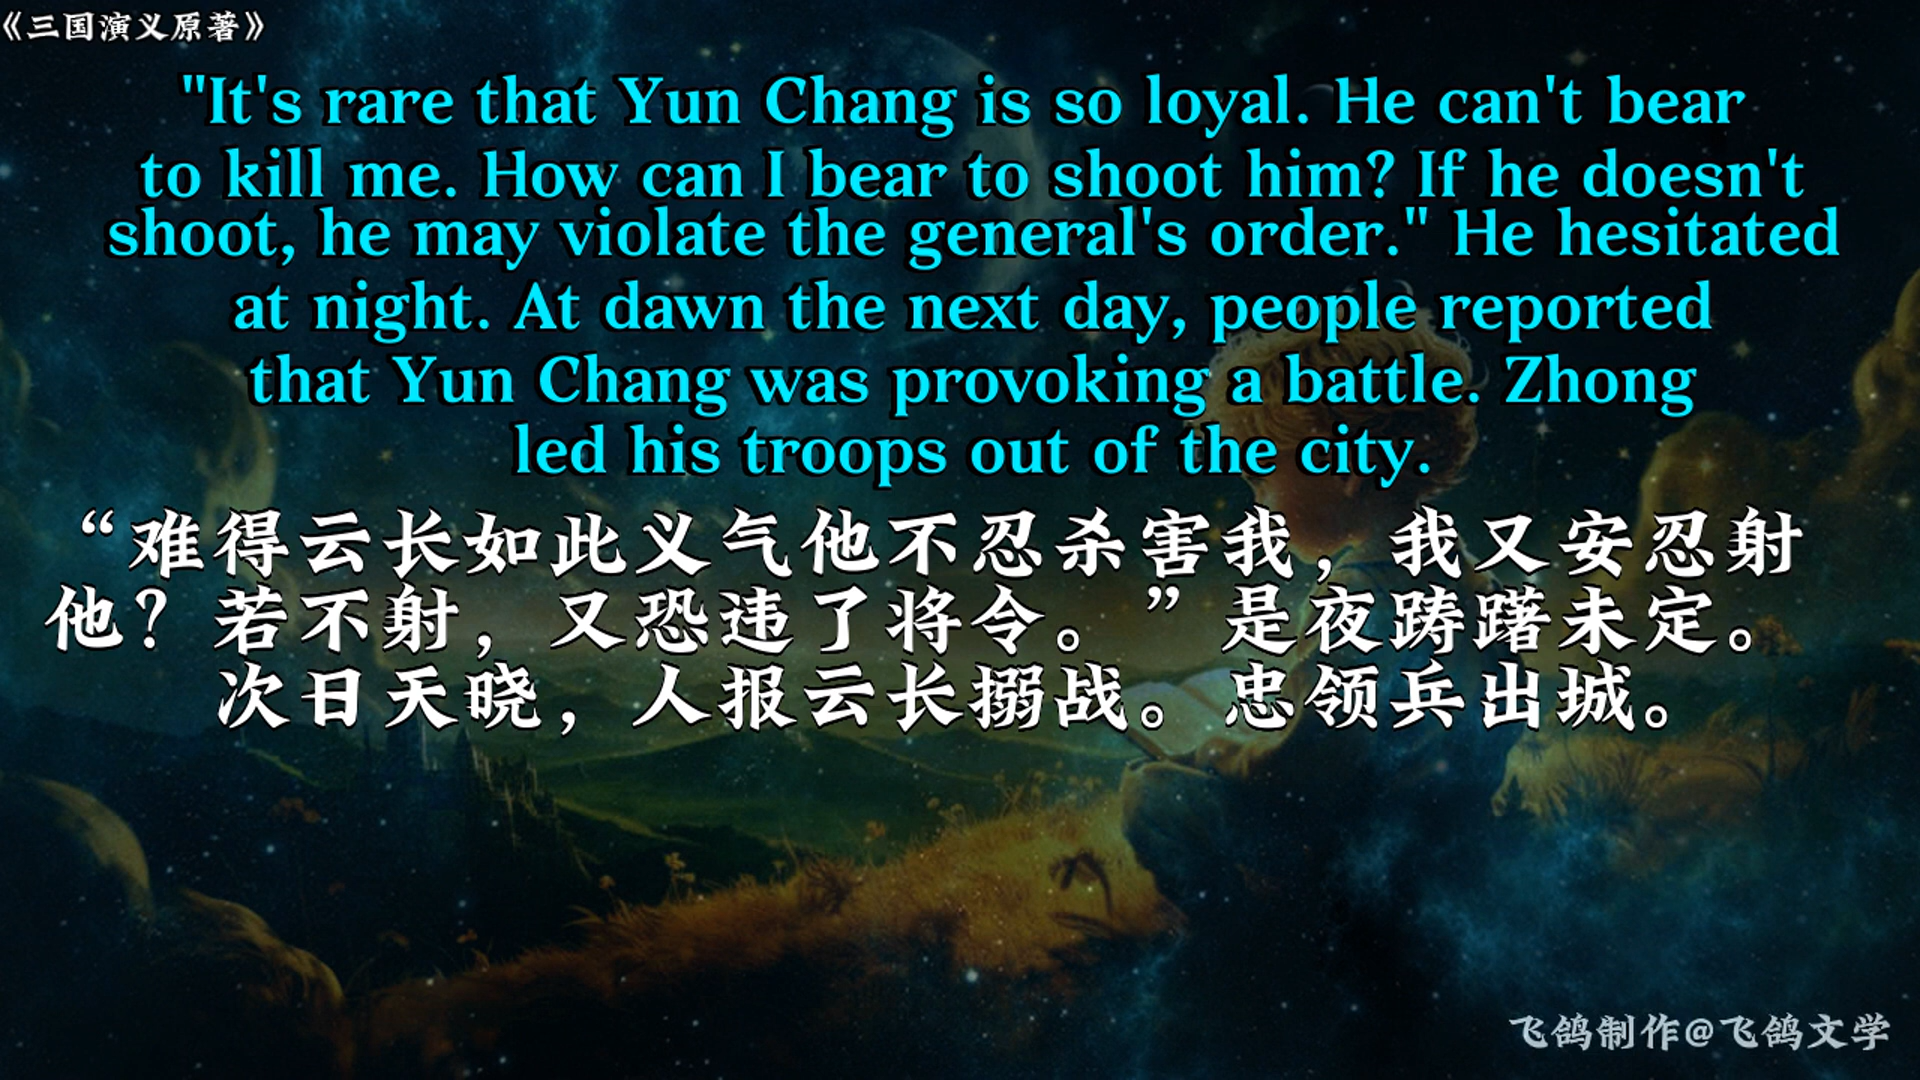 《三国演义原著》
"It's rare that Yun Chang is so loyal. He can't bear
to kill me. How can I bear to shoot him? If he doesn't
shoot, he may violate the general's order." He hesitated
at night. At dawn the next day, people reported
that Yun Chang was provoking a battle. Zhong
led his troops out of the city.
“难得云长如此义气他不忍杀害我，我又安忍射
他？若不射，又恐违了将令。”是夜踌躇未定。
次日天晓，人报云长搦战。忠领兵出城。
飞鸽制作@飞鸽文学